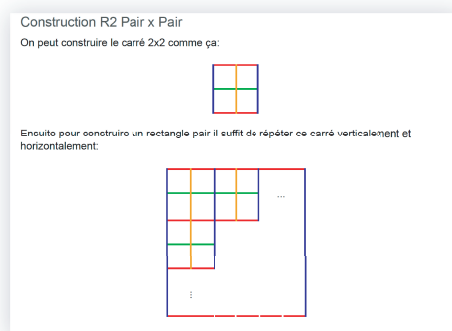 Construction R2 Pair x Pair
On peut construire le carré 2x2 comme ça:
Ensuite pour construire un rectangle pair il suffit de répéter ce carré verticalement et
horizontalement:
...
⋮